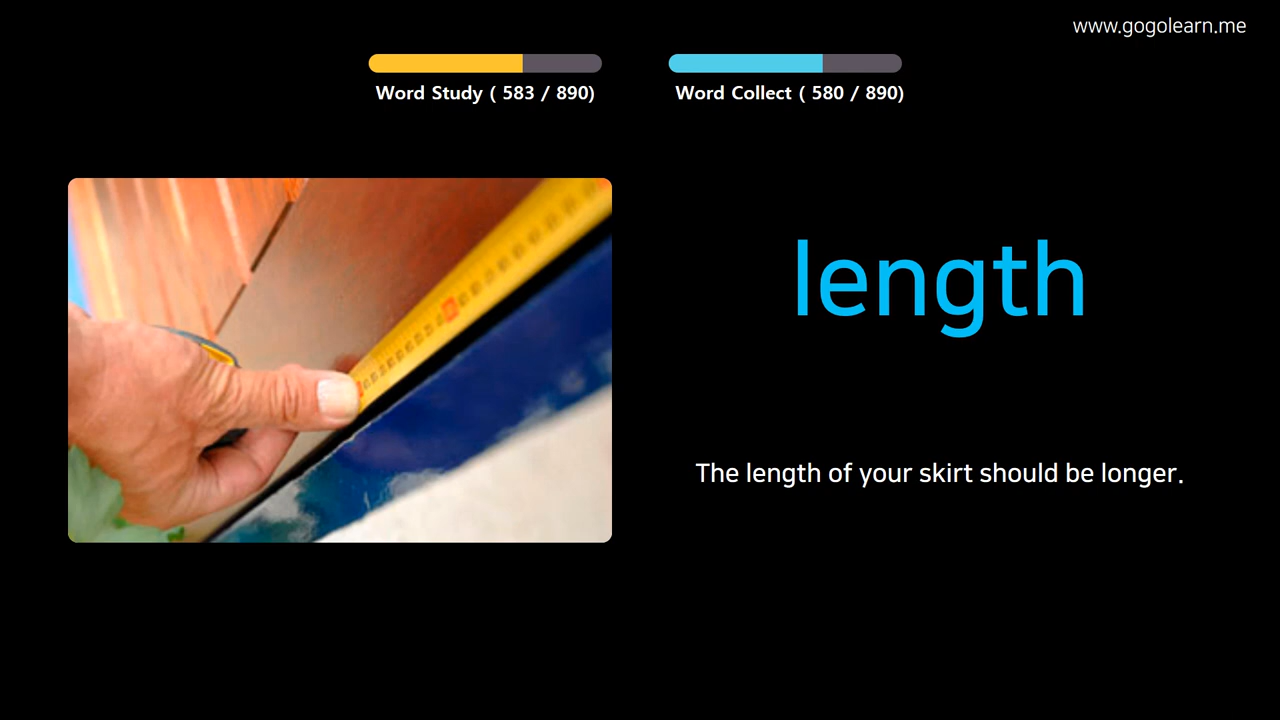 www.gogolearn.me
Word Study ( 583 / 890)
Word Collect ( 580 / 890)
length
The length of your skirt should be longer.